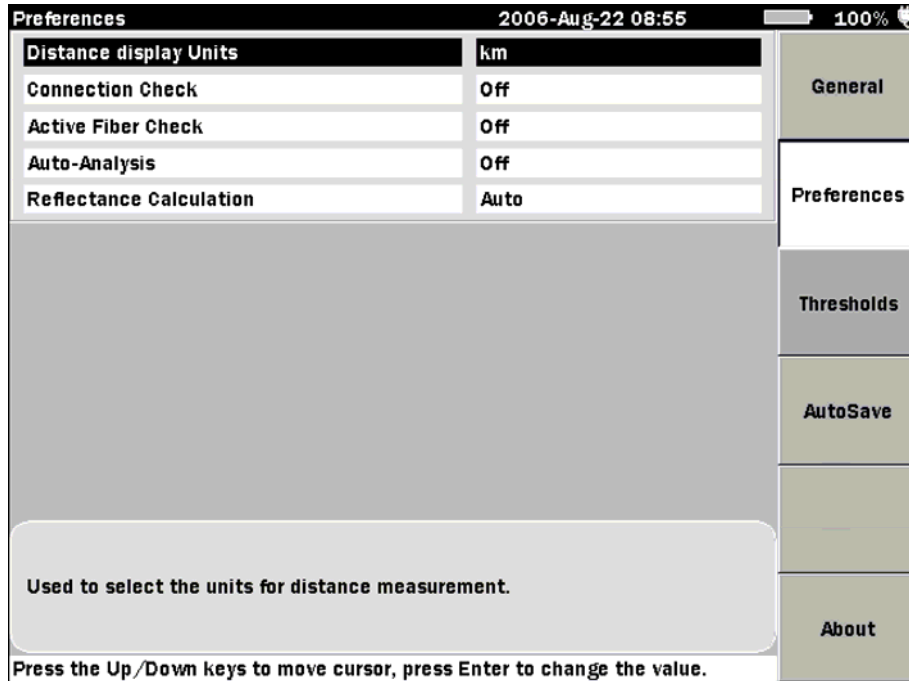 Preferences 2006-Aug-22 08:55 100%
Distance display Units km
Connection Check Off
Active Fiber Check Off
Auto-Analysis Off
Reflectance Calculation Auto
General
Preferences
Thresholds
AutoSave
About
Used to select the units for distance measurement.
Press the Up/Down keys to move cursor, press Enter to change the value.